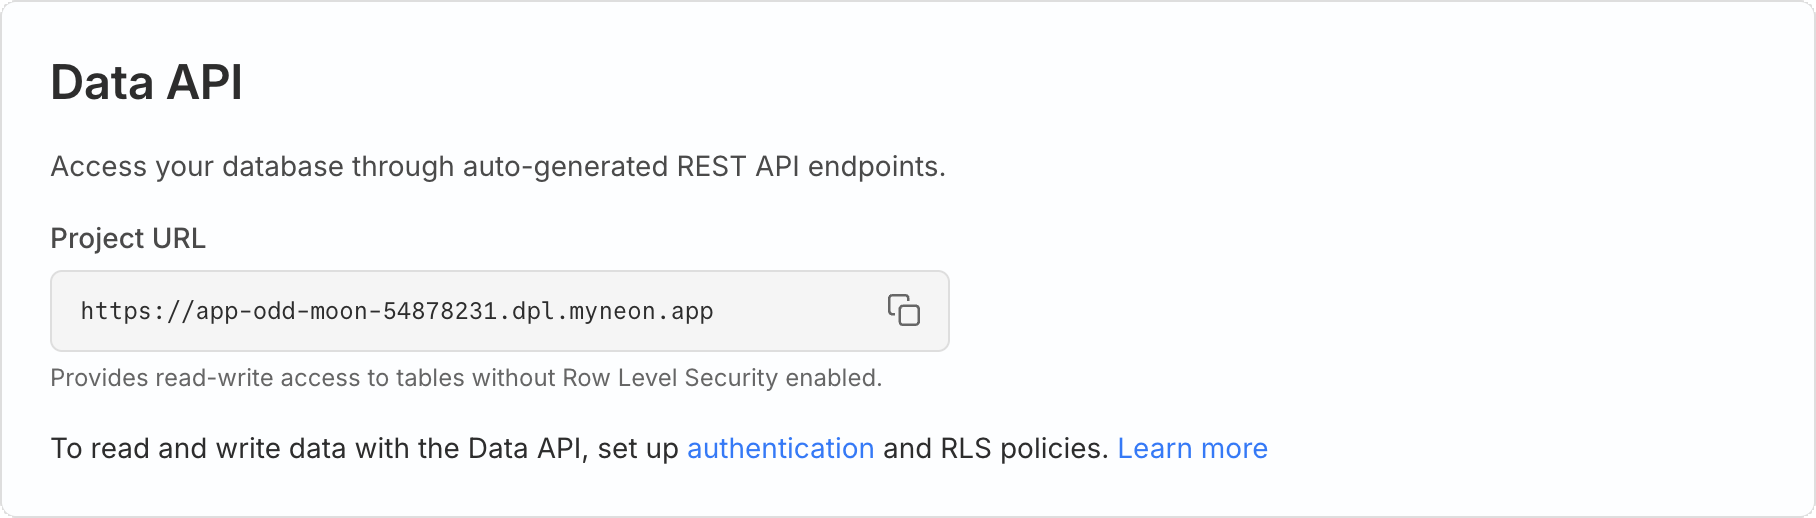 Data API
Access your database through auto-generated REST API endpoints.
Project URL
https://app-odd-moon-54878231.dpl.myneon.app
Provides read-write access to tables without Row Level Security enabled.
To read and write data with the Data API, set up authentication and RLS policies. Learn more